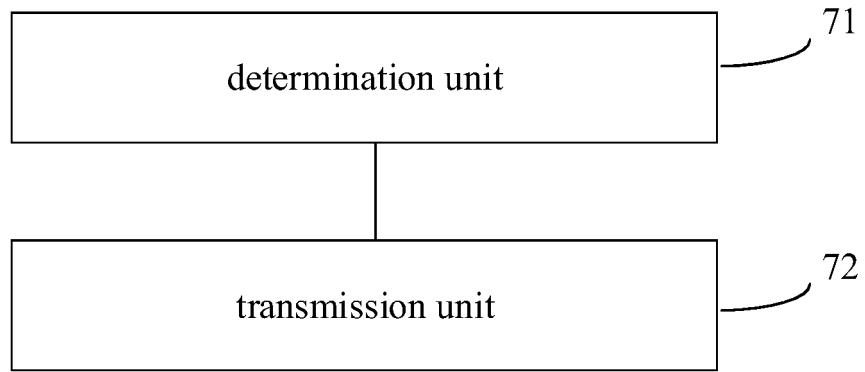 71
determination unit
72
transmission unit